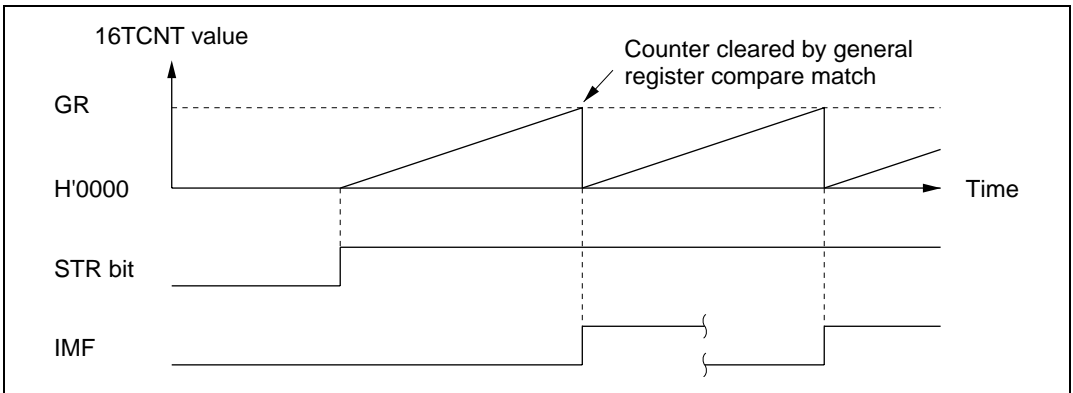 16TCNT value
Counter cleared by general
register compare match
GR
H'0000
Time
STR bit
IMF